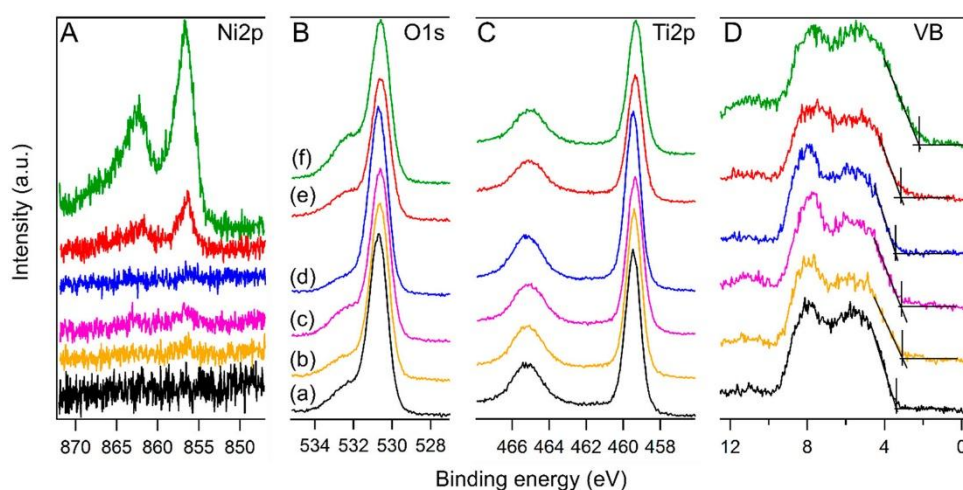 A Ni2p
B O1s
C Ti2p
D VB
Intensity (a.u.)
(f)
(e)
(d)
(c)
(b)
(a)
870 865 860 855 850
534 532 530 528
466 464 462 460 458
12 8 4 0
Binding energy (eV)